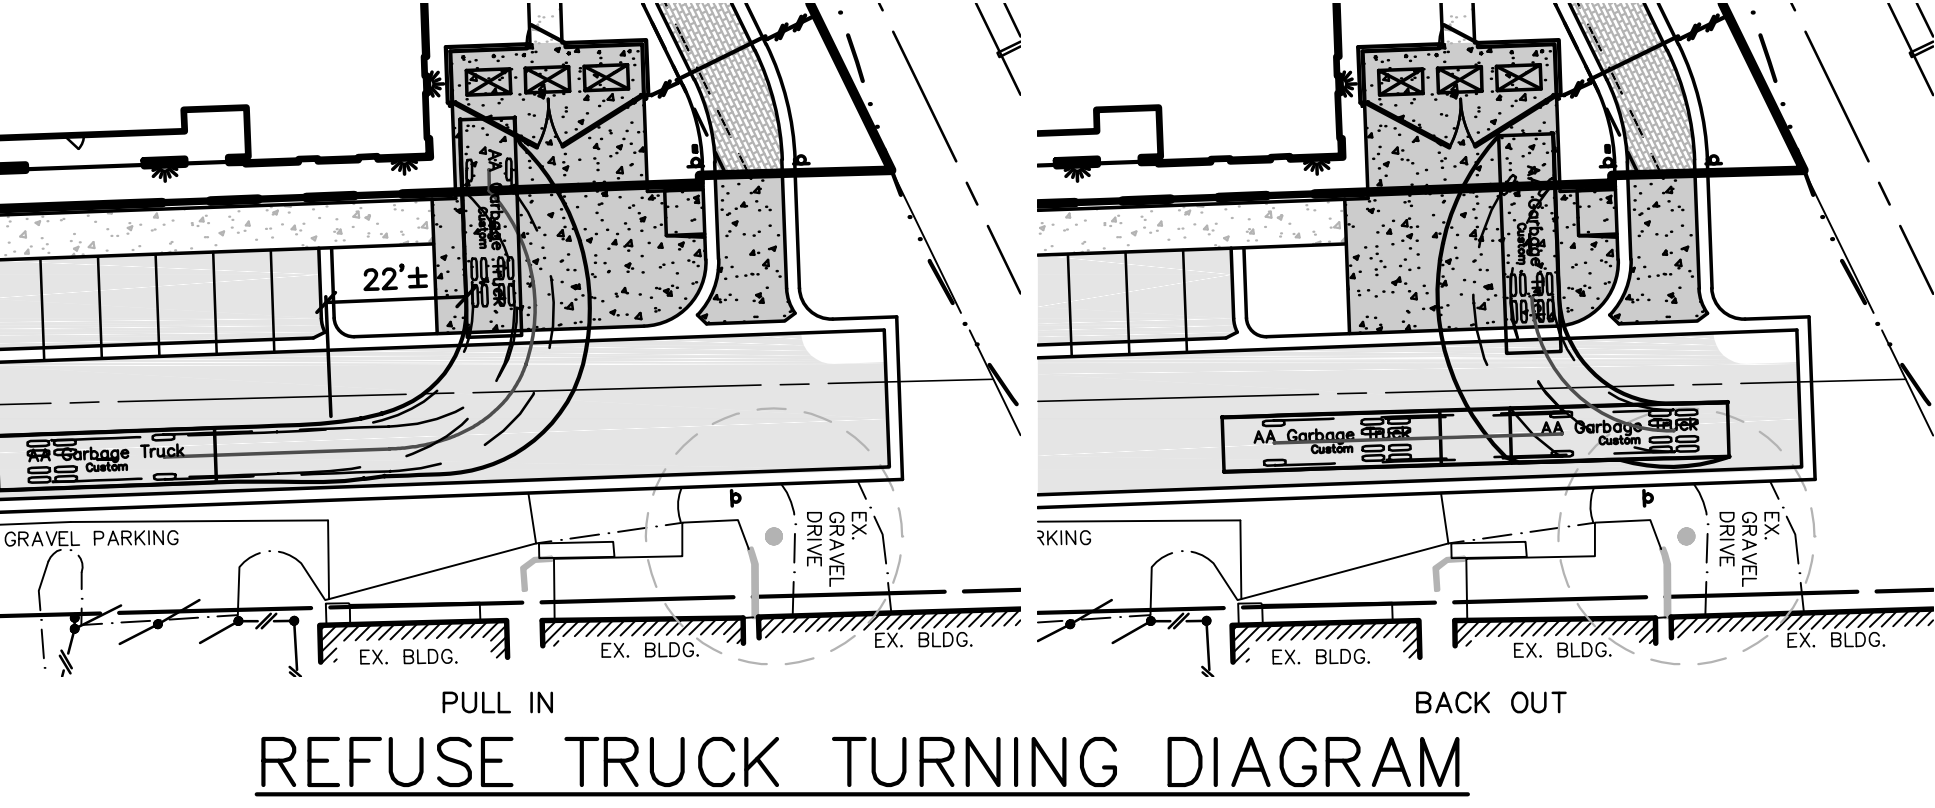 22'±
AA Garbage Truck
Custom
AA Garbage Truck
Custom
GRAVEL PARKING
EX.
GRAVEL
DRIVE
EX. BLDG.
EX. BLDG.
EX. BLDG.
PULL IN
AA Garbage Truck
Custom
AA Garbage Truck
Custom
AA Garbage Truck
Custom
RKING
EX.
GRAVEL
DRIVE
EX. BLDG.
EX. BLDG.
EX. BLDG.
BACK OUT
REFUSE TRUCK TURNING DIAGRAM